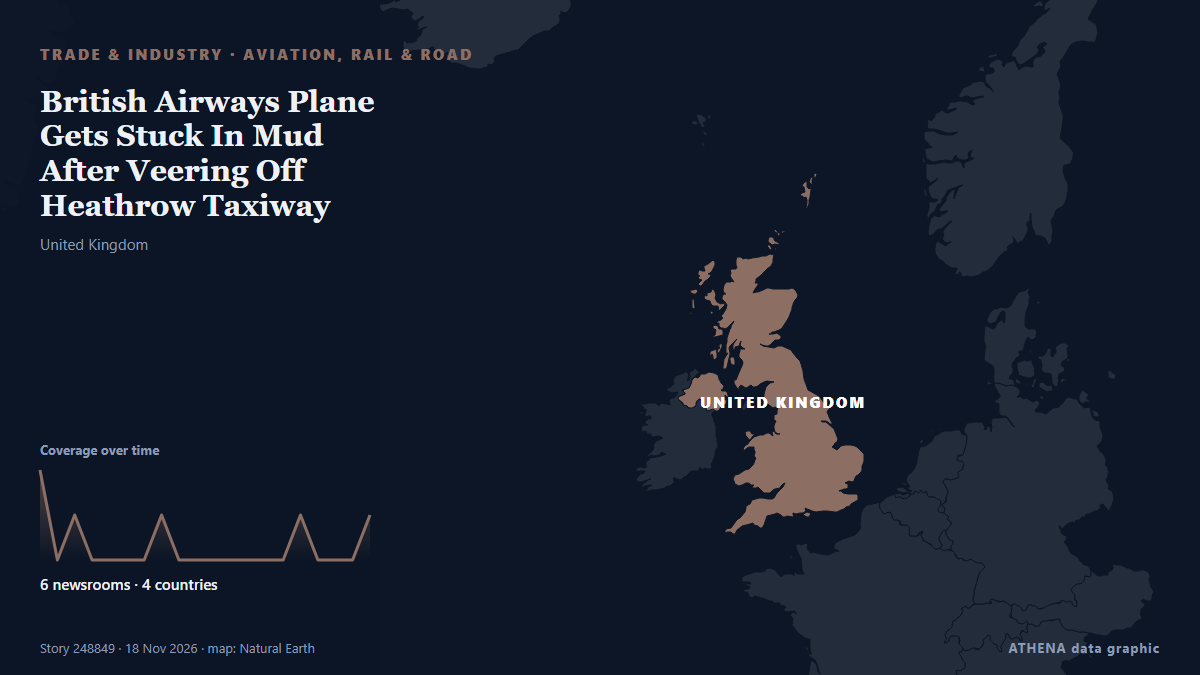 TRADE & INDUSTRY · AVIATION, RAIL & ROAD
British Airways Plane
Gets Stuck In Mud
After Veering Off
Heathrow Taxiway
United Kingdom
UNITED KINGDOM
Coverage over time
6 newsrooms · 4 countries
Story 248849 · 18 Nov 2026 · map: Natural Earth
ATHENA data graphic